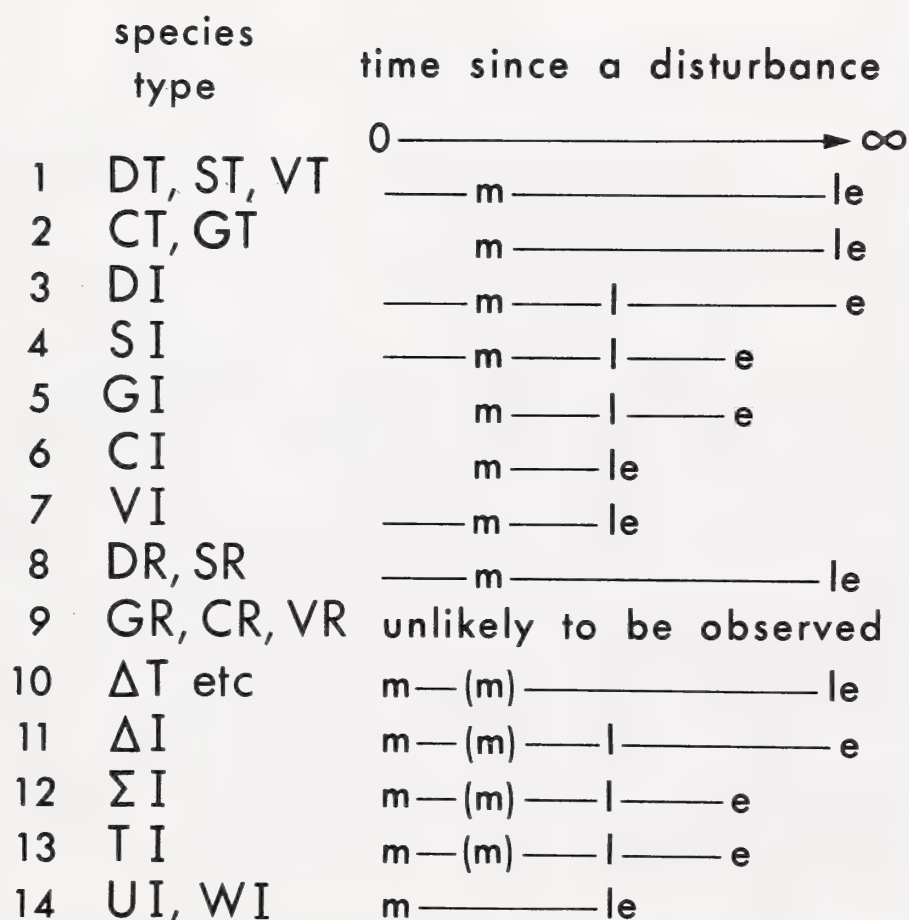 species
type
time since a disturbance
0 ∞
1 DT, ST, VT m le
2 CT, GT m le
3 DI m l e
4 SI m l e
5 GI m l e
6 CI m le
7 VI m le
8 DR, SR m le
9 GR, CR, VR unlikely to be observed
10 ΔT etc m (m) le
11 ΔI m (m) l e
12 ΣI m (m) l e
13 TI m (m) l e
14 UI, WI m le